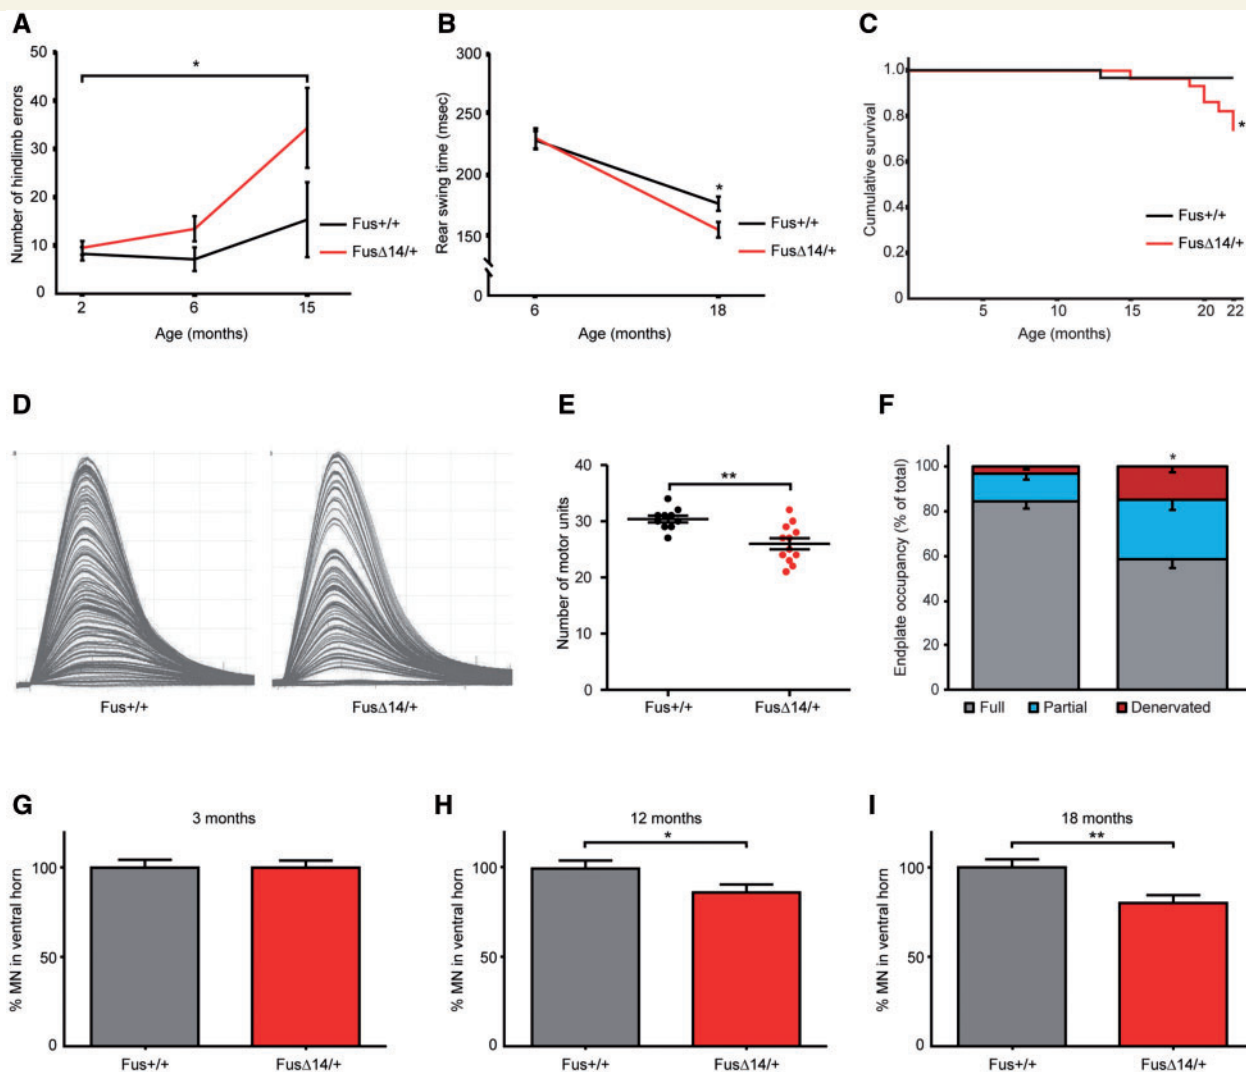 A
Number of hindlimb errors
50
40
30
20
10
0
*
Fus+/+
FusΔ14/+
2 6 15
Age (months)
B
Rear swing time (msec)
300
250
200
150
0
*
Fus+/+
FusΔ14/+
6 18
Age (months)
C
Cumulative survival
1.0
0.8
0.6
0.4
0.2
0
*
Fus+/+
FusΔ14/+
5 10 15 20 22
Age (months)
D
Fus+/+ FusΔ14/+
E
Number of motor units
40
30
20
10
0
**
Fus+/+ FusΔ14/+
F
Endplate occupancy (% of total)
100
80
60
40
20
0
*
Full Partial Denervated
G
3 months
% MN in ventral horn
100
50
0
Fus+/+ FusΔ14/+
H
12 months
*
% MN in ventral horn
100
50
0
Fus+/+ FusΔ14/+
I
18 months
**
% MN in ventral horn
100
50
0
Fus+/+ FusΔ14/+